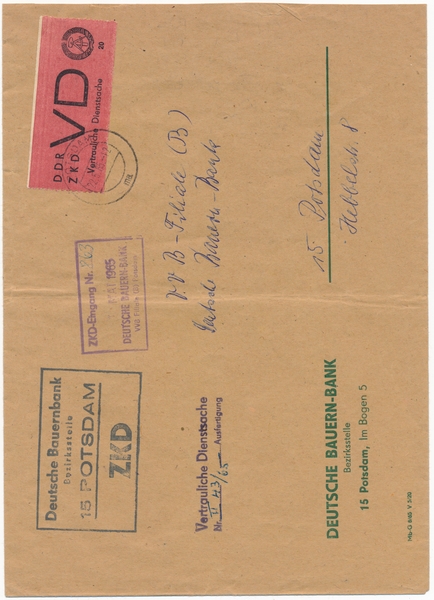 Deutsche Bauernbank
Bezirksstelle
15 POTSDAM
ZKD
ZKD-Eingang Nr. 263
1965
DEUTSCHE BAUERN-BANK
DDR
ZKD
VD
Vertrauliche Dienstsache
20
Vertrauliche Dienstsache
Nr. II 43/65 Ausfertigung
V.V.B-Filiale (B)
Deutsche Bauern-Bank
15 Potsdam
Hebbelstr. 8
DEUTSCHE BAUERN-BANK
Bezirksstelle
15 Potsdam, Im Bogen 5